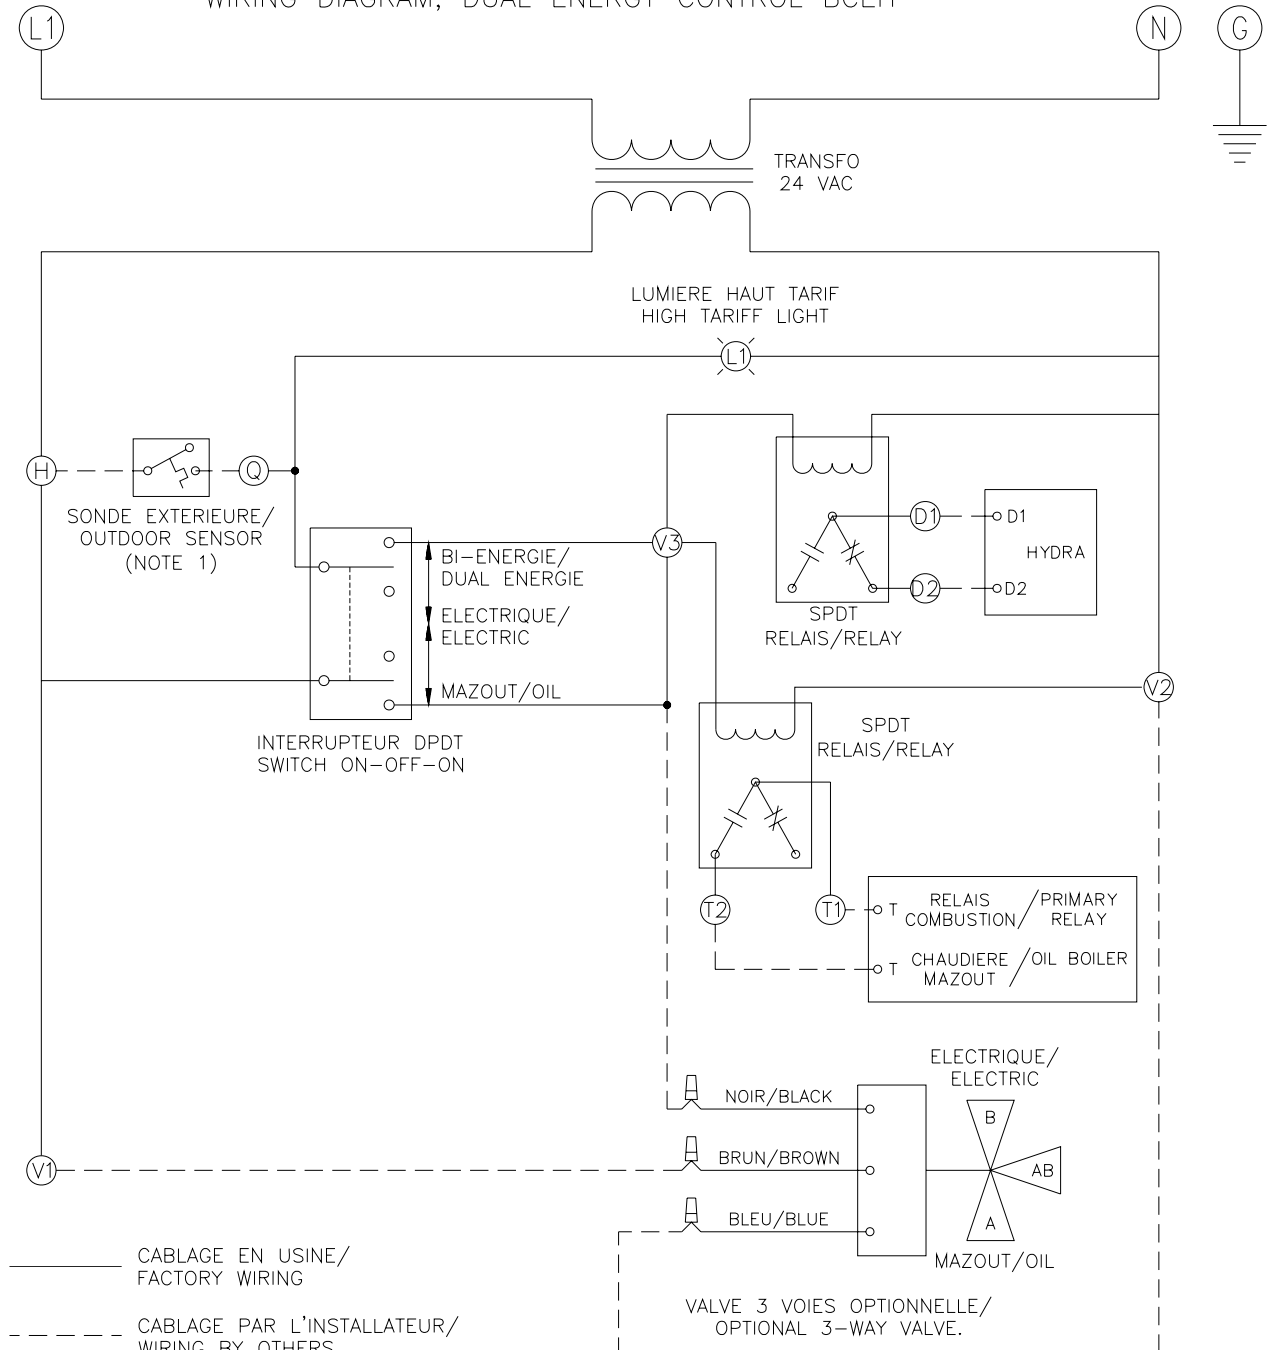 WIRING DIAGRAM, DUAL ENERGY CONTROL BCEH
L1
N
G
TRANSFO
24 VAC
LUMIERE HAUT TARIF
HIGH TARIFF LIGHT
L1
H
Q
SONDE EXTERIEURE/
OUTDOOR SENSOR
(NOTE 1)
V3
BI-ENERGIE/
DUAL ENERGIE
ELECTRIQUE/
ELECTRIC
MAZOUT/OIL
INTERRUPTEUR DPDT
SWITCH ON-OFF-ON
D1
D1
HYDRA
D2
D2
SPDT
RELAIS/RELAY
V2
SPDT
RELAIS/RELAY
T2
T1
T
RELAIS
COMBUSTION/PRIMARY
RELAY
T
CHAUDIERE
MAZOUT
/OIL BOILER
ELECTRIQUE/
ELECTRIC
NOIR/BLACK
B
V1
BRUN/BROWN
AB
BLEU/BLUE
A
MAZOUT/OIL
CABLAGE EN USINE/
FACTORY WIRING
VALVE 3 VOIES OPTIONNELLE/
OPTIONAL 3-WAY VALVE.
CABLAGE PAR L'INSTALLATEUR/
WIRING BY OTHERS